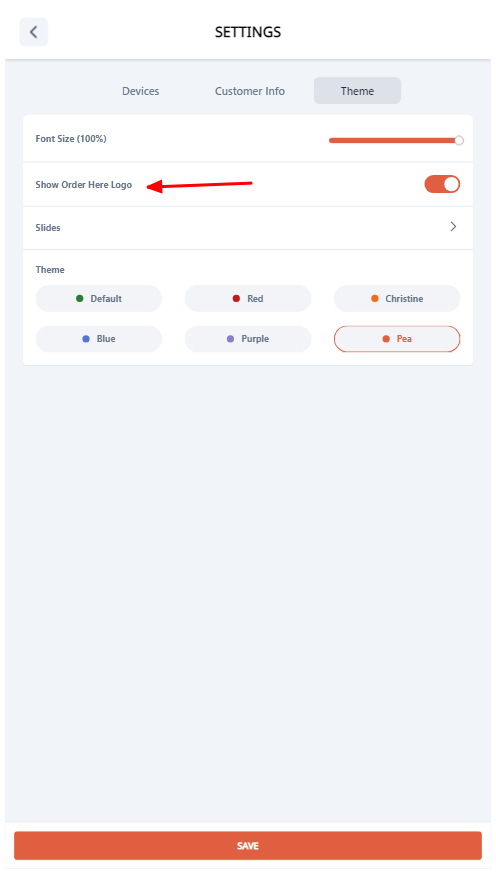 SETTINGS
Devices Customer Info Theme
Font Size (100%)
Show Order Here Logo
Slides
Theme
Default Red Christine
Blue Purple Pea
SAVE